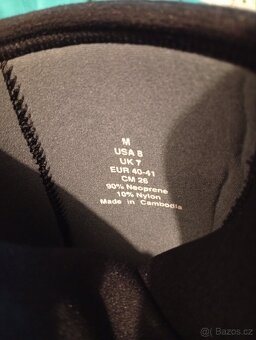 M
USA 8
UK 7
EUR 40-41
CM 26
90% Neoprene
10% Nylon
Made in Cambodia
Bazos.cz